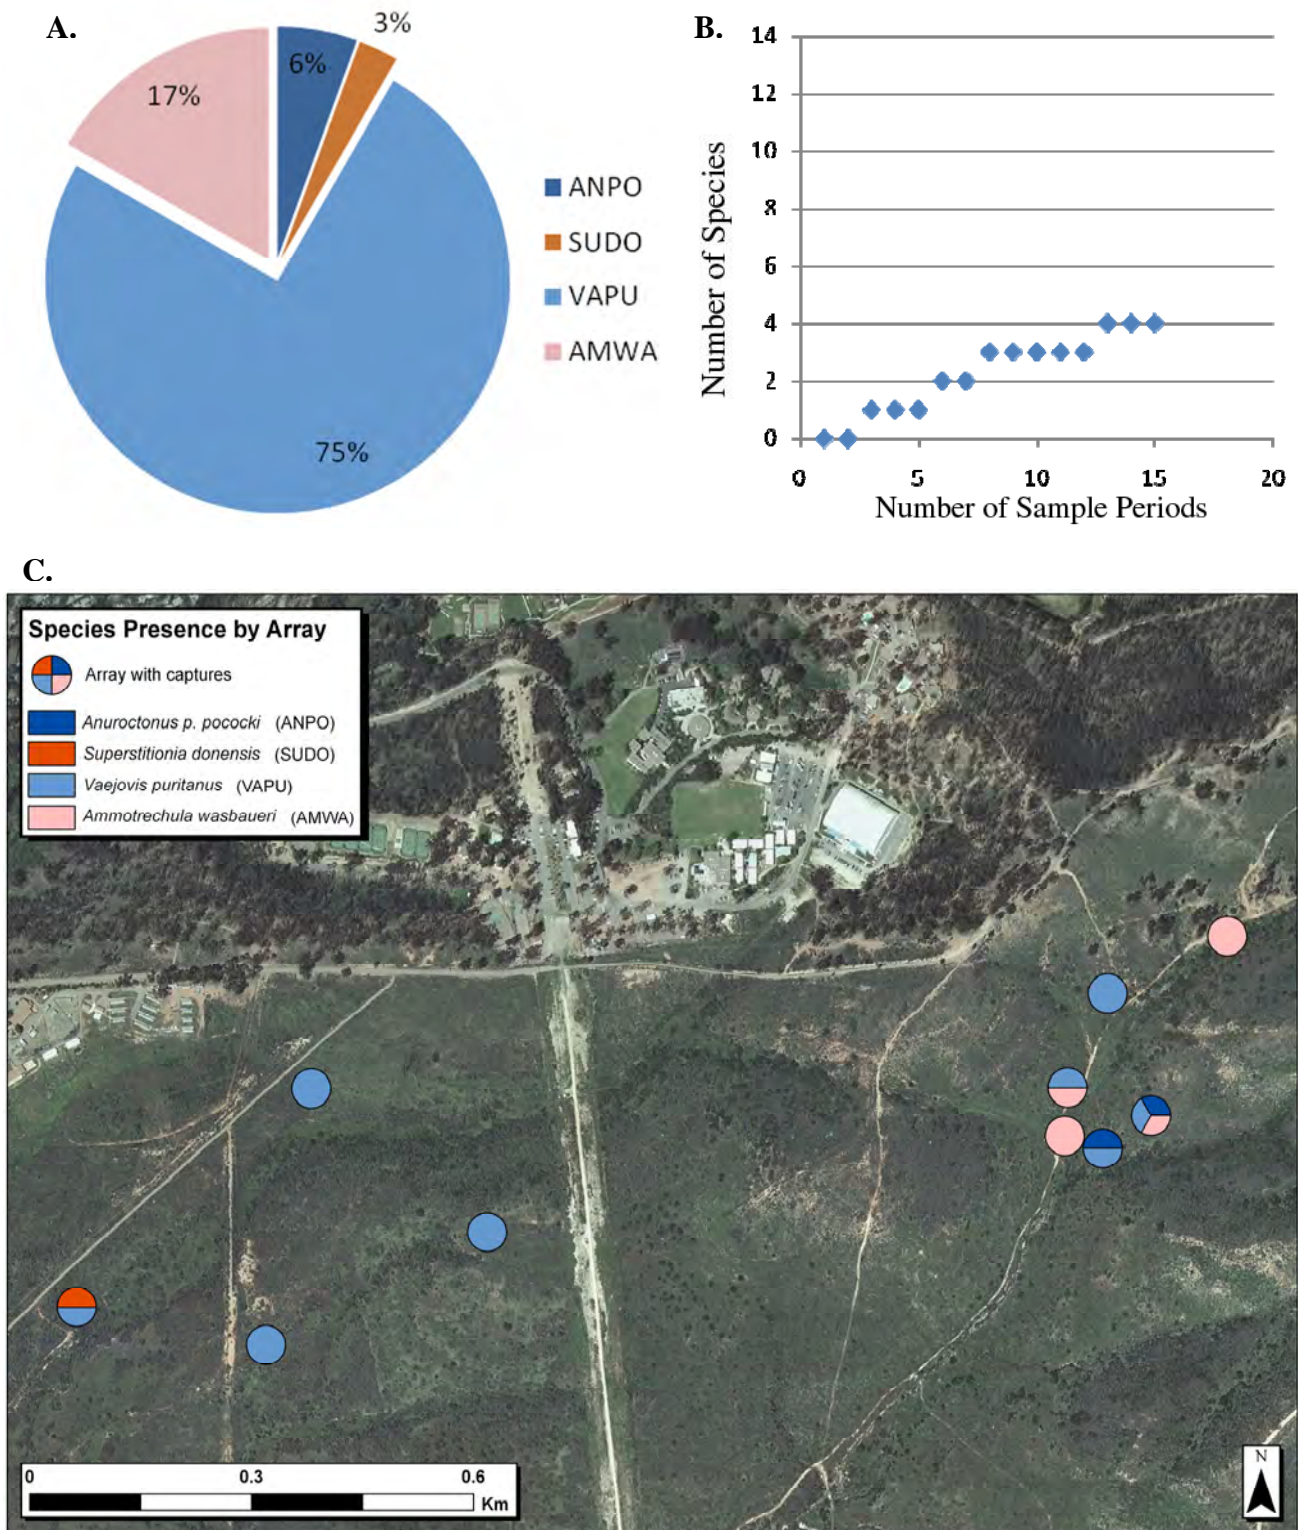 A.
3%
6%
17%
75%
ANPO
SUDO
VAPU
AMWA
B.
14
12
10
8
6
4
2
0
Number of Species
0 5 10 15 20
Number of Sample Periods
C.
Species Presence by Array
Array with captures
Anuroctonus p. pococki (ANPO)
Superstitionia donensis (SUDO)
Vaejovis puritanus (VAPU)
Ammotrechula wasbaueri (AMWA)
0 0.3 0.6
Km
N